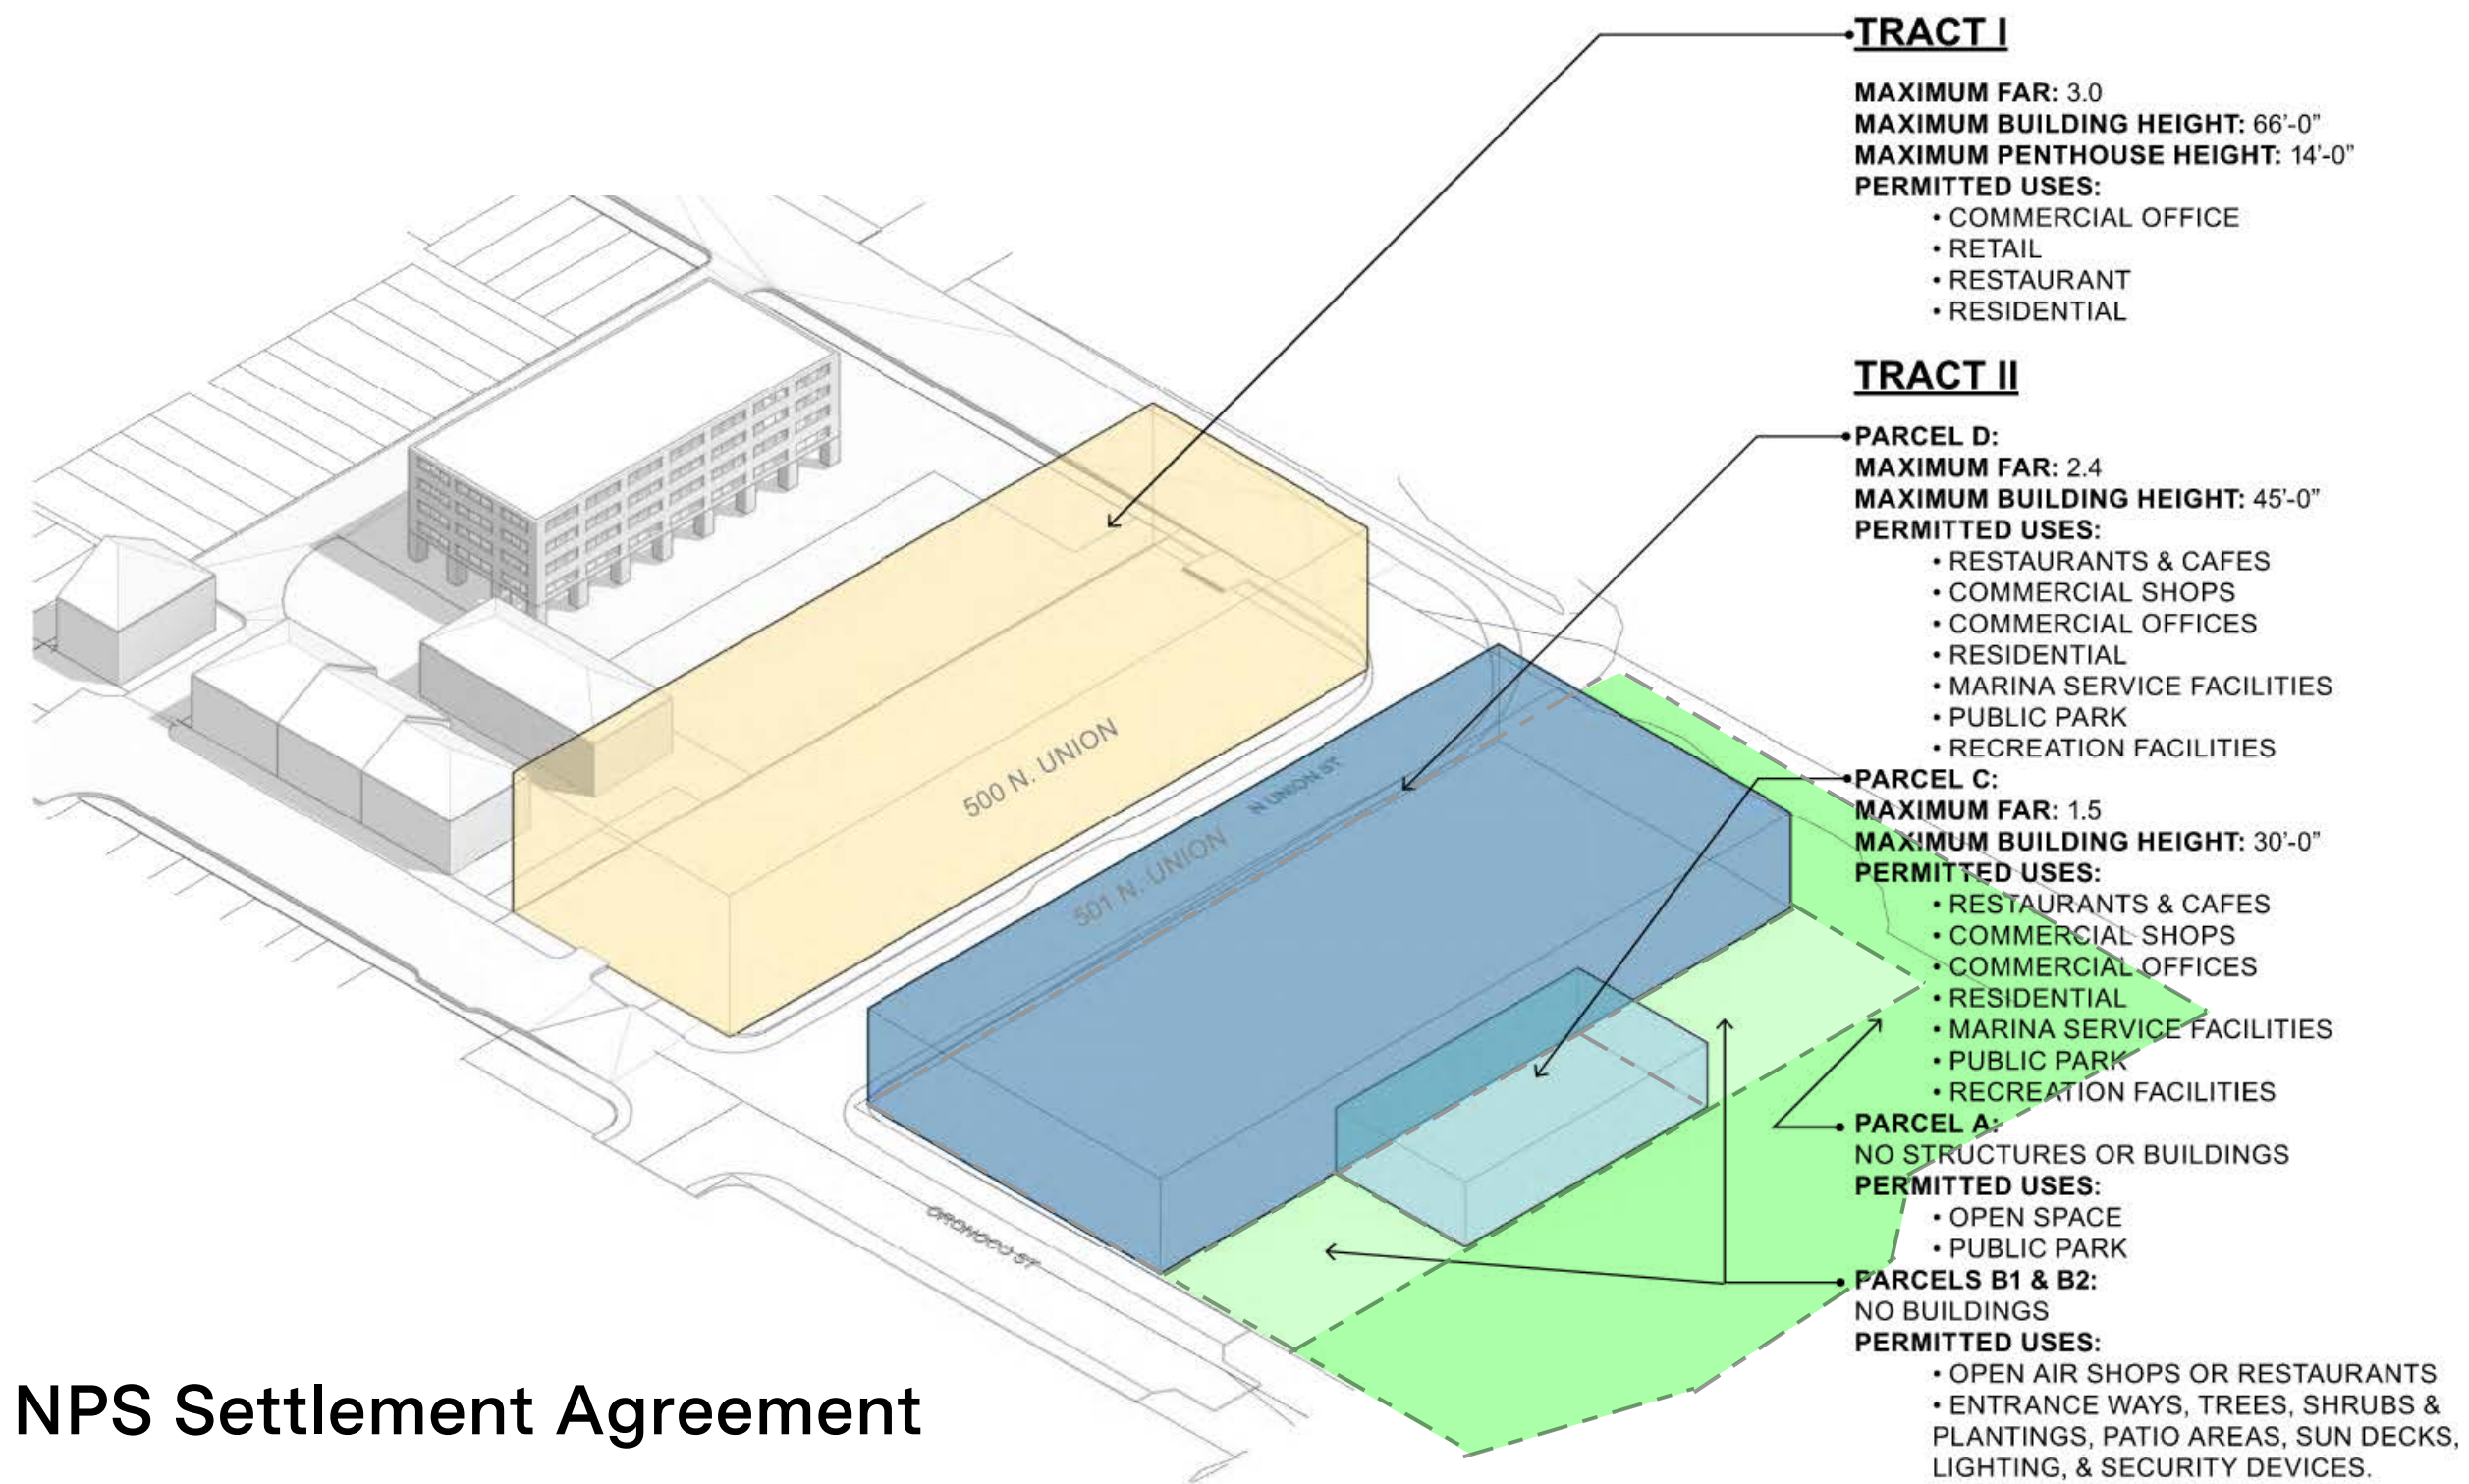 TRACT I
MAXIMUM FAR: 3.0
MAXIMUM BUILDING HEIGHT: 66'-0"
MAXIMUM PENTHOUSE HEIGHT: 14'-0"
PERMITTED USES:
• COMMERCIAL OFFICE
• RETAIL
• RESTAURANT
• RESIDENTIAL
TRACT II
PARCEL D:
MAXIMUM FAR: 2.4
MAXIMUM BUILDING HEIGHT: 45'-0"
PERMITTED USES:
• RESTAURANTS & CAFES
• COMMERCIAL SHOPS
• COMMERCIAL OFFICES
• RESIDENTIAL
• MARINA SERVICE FACILITIES
• PUBLIC PARK
• RECREATION FACILITIES
PARCEL C:
MAXIMUM FAR: 1.5
MAXIMUM BUILDING HEIGHT: 30'-0"
PERMITTED USES:
• RESTAURANTS & CAFES
• COMMERCIAL SHOPS
• COMMERCIAL OFFICES
• RESIDENTIAL
• MARINA SERVICE FACILITIES
• PUBLIC PARK
• RECREATION FACILITIES
PARCEL A:
NO STRUCTURES OR BUILDINGS
PERMITTED USES:
• OPEN SPACE
• PUBLIC PARK
PARCELS B1 & B2:
NO BUILDINGS
PERMITTED USES:
• OPEN AIR SHOPS OR RESTAURANTS
• ENTRANCE WAYS, TREES, SHRUBS &
PLANTINGS, PATIO AREAS, SUN DECKS,
LIGHTING, & SECURITY DEVICES.
500 N. UNION
N UNION ST
501 N. UNION
ORONOCO ST
NPS Settlement Agreement